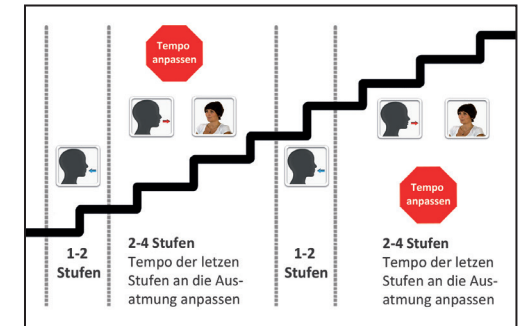 Tempo
anpassen
1-2
Stufen
2-4 Stufen
Tempo der letzen
Stufen an die Aus-
atmung anpassen
1-2
Stufen
Tempo
anpassen
2-4 Stufen
Tempo der letzen
Stufen an die Aus-
atmung anpassen